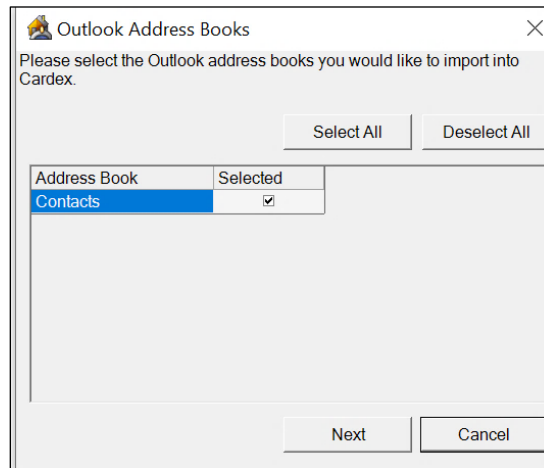 Outlook Address Books
Please select the Outlook address books you would like to import into
Cardex.
Select All Deselect All
Address Book Selected
Contacts
Next Cancel